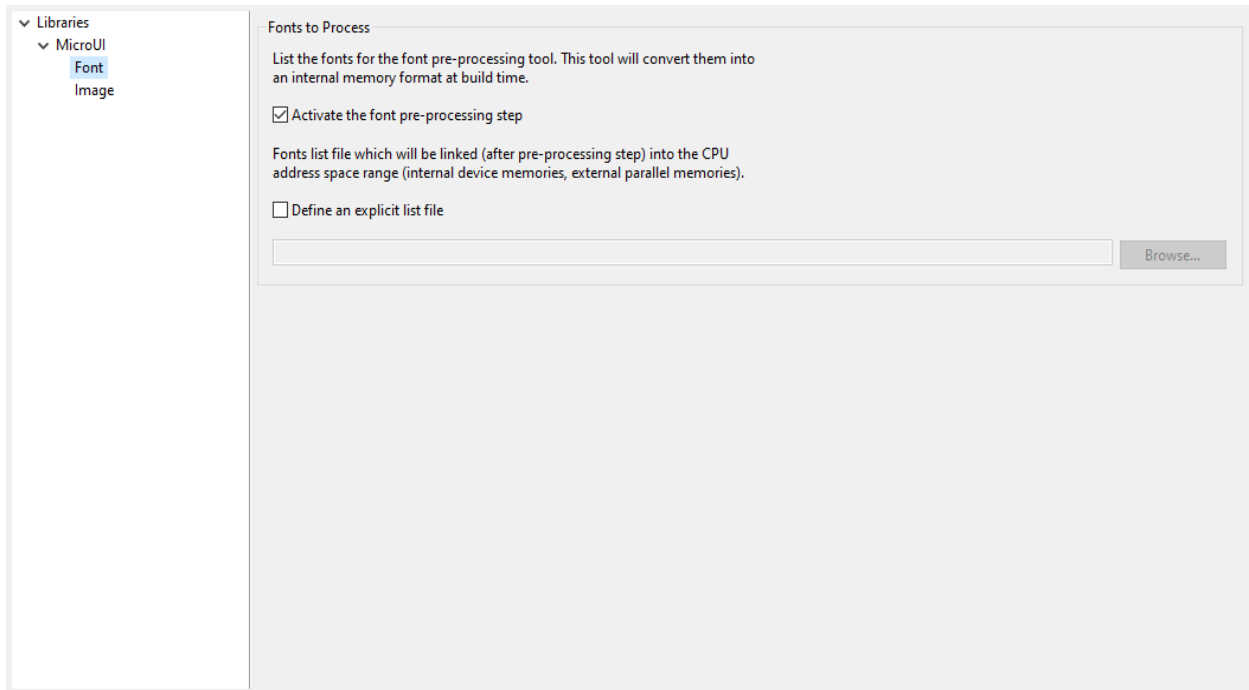 Libraries
MicroUI
Font
Image
Fonts to Process
List the fonts for the font pre-processing tool. This tool will convert them into
an internal memory format at build time.
Activate the font pre-processing step
Fonts list file which will be linked (after pre-processing step) into the CPU
address space range (internal device memories, external parallel memories).
Define an explicit list file
Browse...